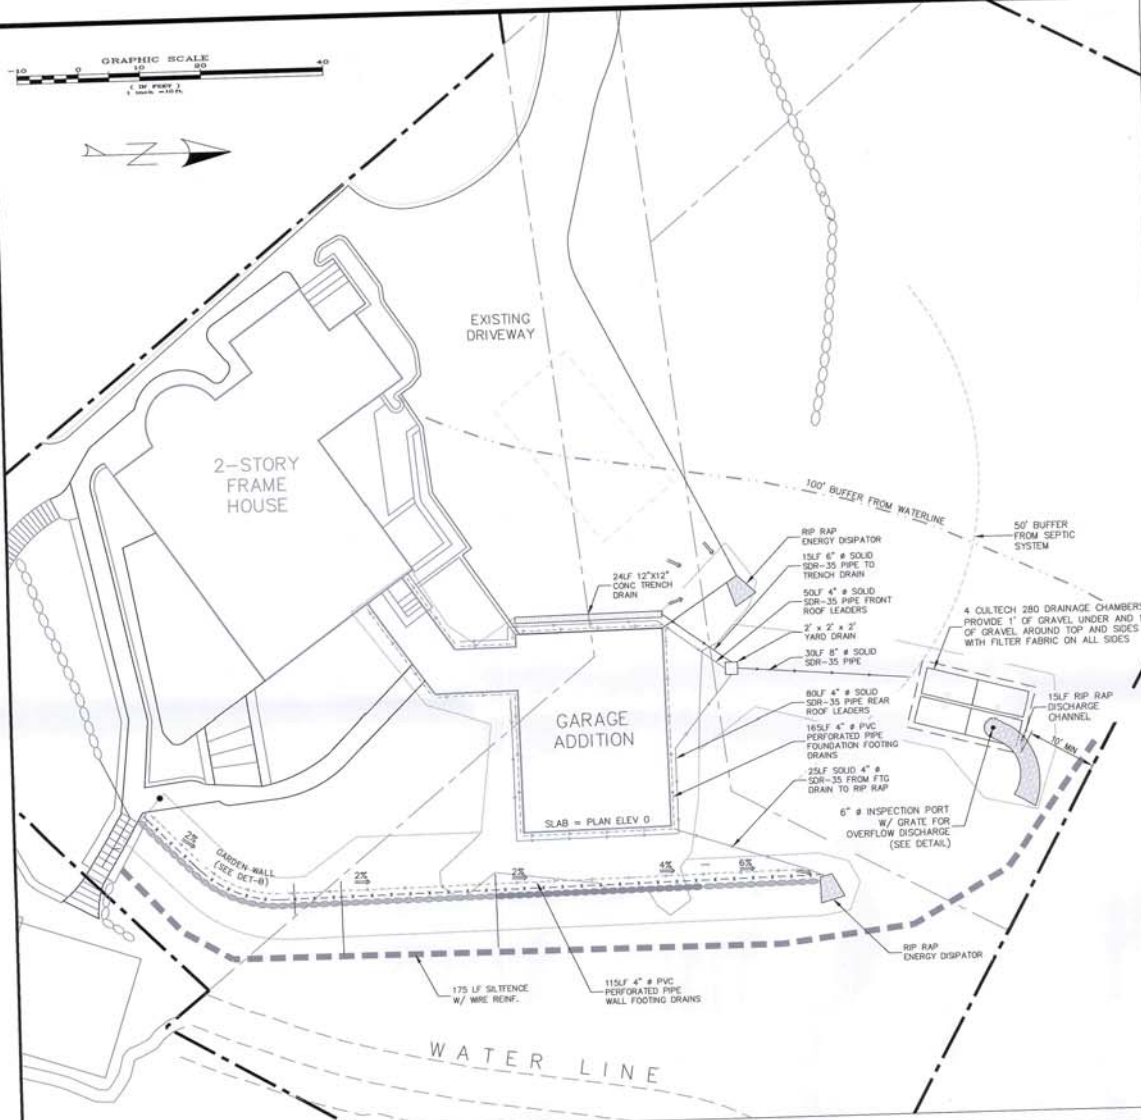 GRAPHIC SCALE
-10 0 10 20 40
( IN FEET )
1 inch = 10 ft.
N
EXISTING
DRIVEWAY
2-STORY
FRAME
HOUSE
100' BUFFER FROM WATERLINE
50' BUFFER
FROM SEPTIC
SYSTEM
RIP RAP
ENERGY DISIPATOR
15LF 6" ø SOLID
SDR-35 PIPE TO
TRENCH DRAIN
24LF 12"X12"
CONC TRENCH
DRAIN
50LF 4" ø SOLID
SDR-35 PIPE FRONT
ROOF LEADERS
2' x 2' x 2'
YARD DRAIN
30LF 8" ø SOLID
SDR-35 PIPE
4 CULTECH 280 DRAINAGE CHAMBERS
PROVIDE 1' OF GRAVEL UNDER AND 1'
OF GRAVEL AROUND TOP AND SIDES
WITH FILTER FABRIC ON ALL SIDES
80LF 4" ø SOLID
SDR-35 PIPE REAR
ROOF LEADERS
15LF RIP RAP
DISCHARGE
CHANNEL
10' MIN
GARAGE
ADDITION
165LF 4" ø PVC
PERFORATED PIPE
FOUNDATION FOOTING
DRAINS
25LF SOLID 4" ø
SDR-35 FROM FTG
DRAIN TO RIP RAP
6" ø INSPECTION PORT
W/ GRATE FOR
OVERFLOW DISCHARGE
(SEE DETAIL)
SLAB = PLAN ELEV 0
2%
GARDEN WALL
(SEE DET-B)
2%
2%
4%
6%
RIP RAP
ENERGY DISIPATOR
175 LF SILTFENCE
W/ WIRE REINF.
115LF 4" ø PVC
PERFORATED PIPE
WALL FOOTING DRAINS
WATER LINE